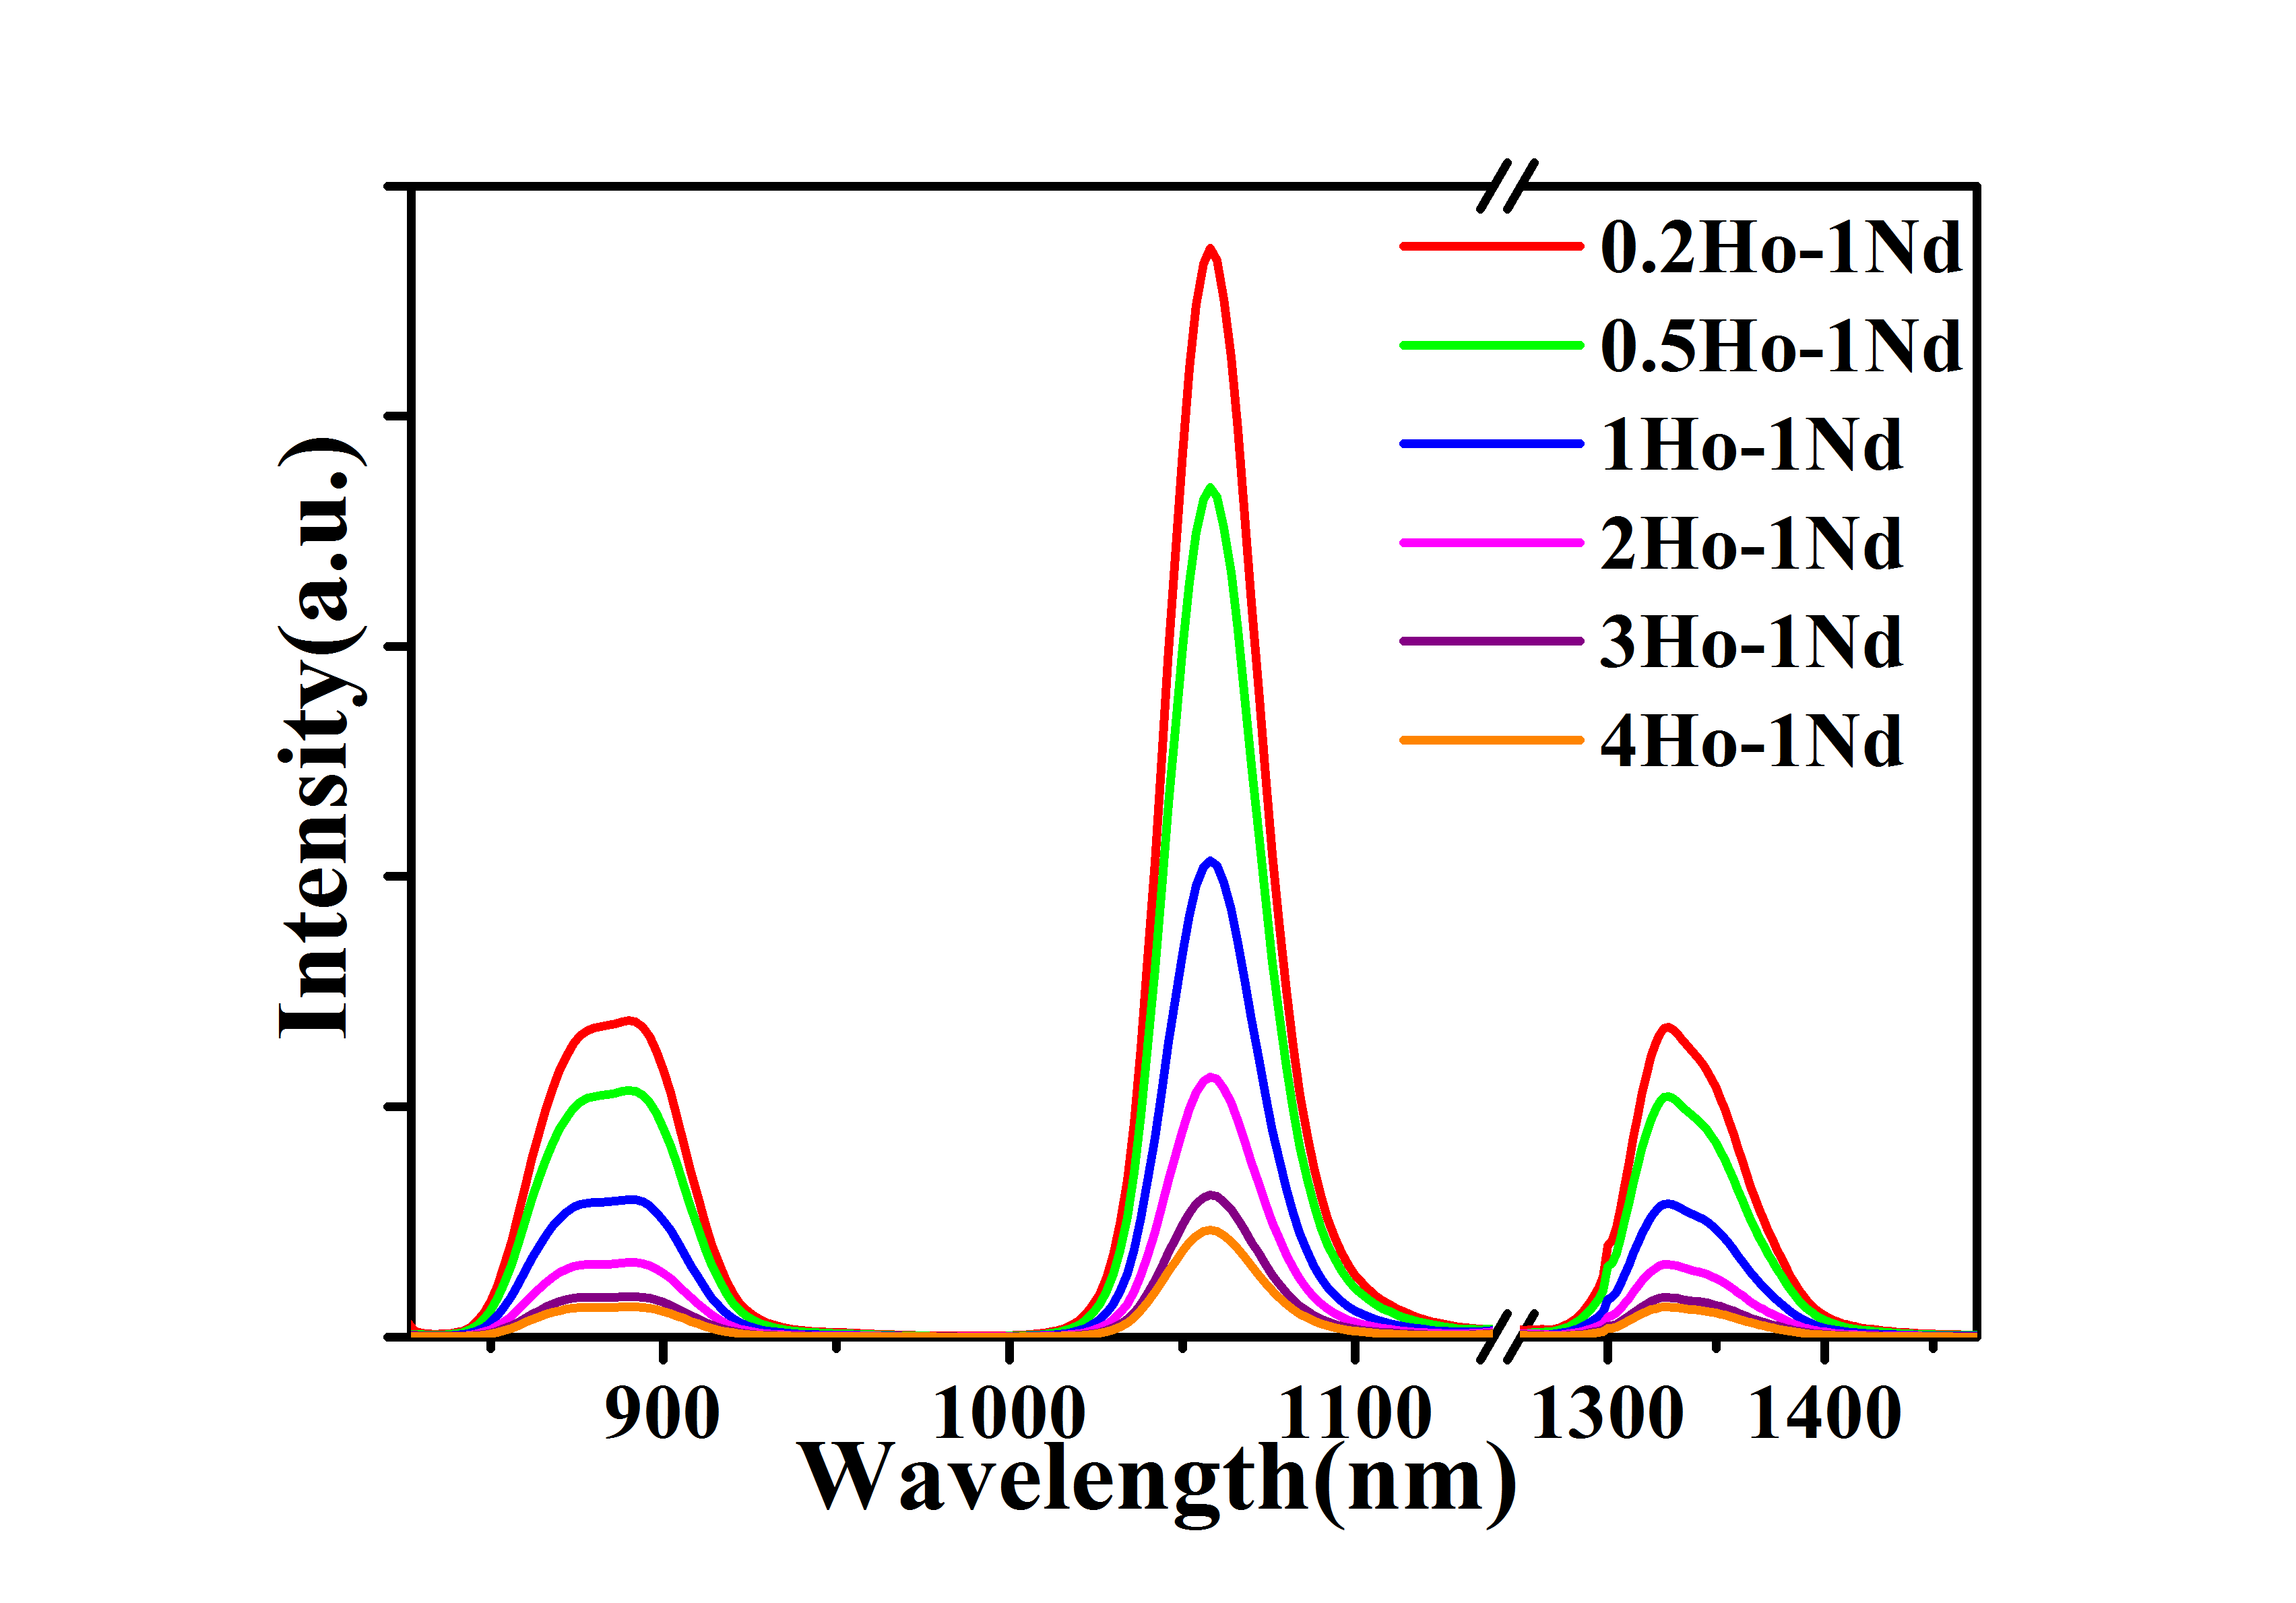 0.2Ho-1Nd
0.5Ho-1Nd
1Ho-1Nd
2Ho-1Nd
3Ho-1Nd
4Ho-1Nd
Intensity(a.u.)
900 1000 1100 1300 1400
Wavelength(nm)